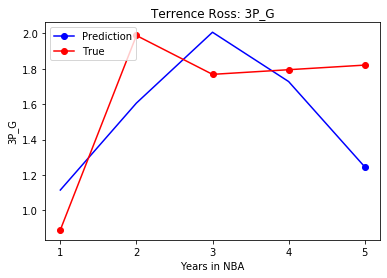 Terrence Ross: 3P_G
Prediction
True
3P_G
2.0
1.8
1.6
1.4
1.2
1.0
1
2
3
4
5
Years in NBA